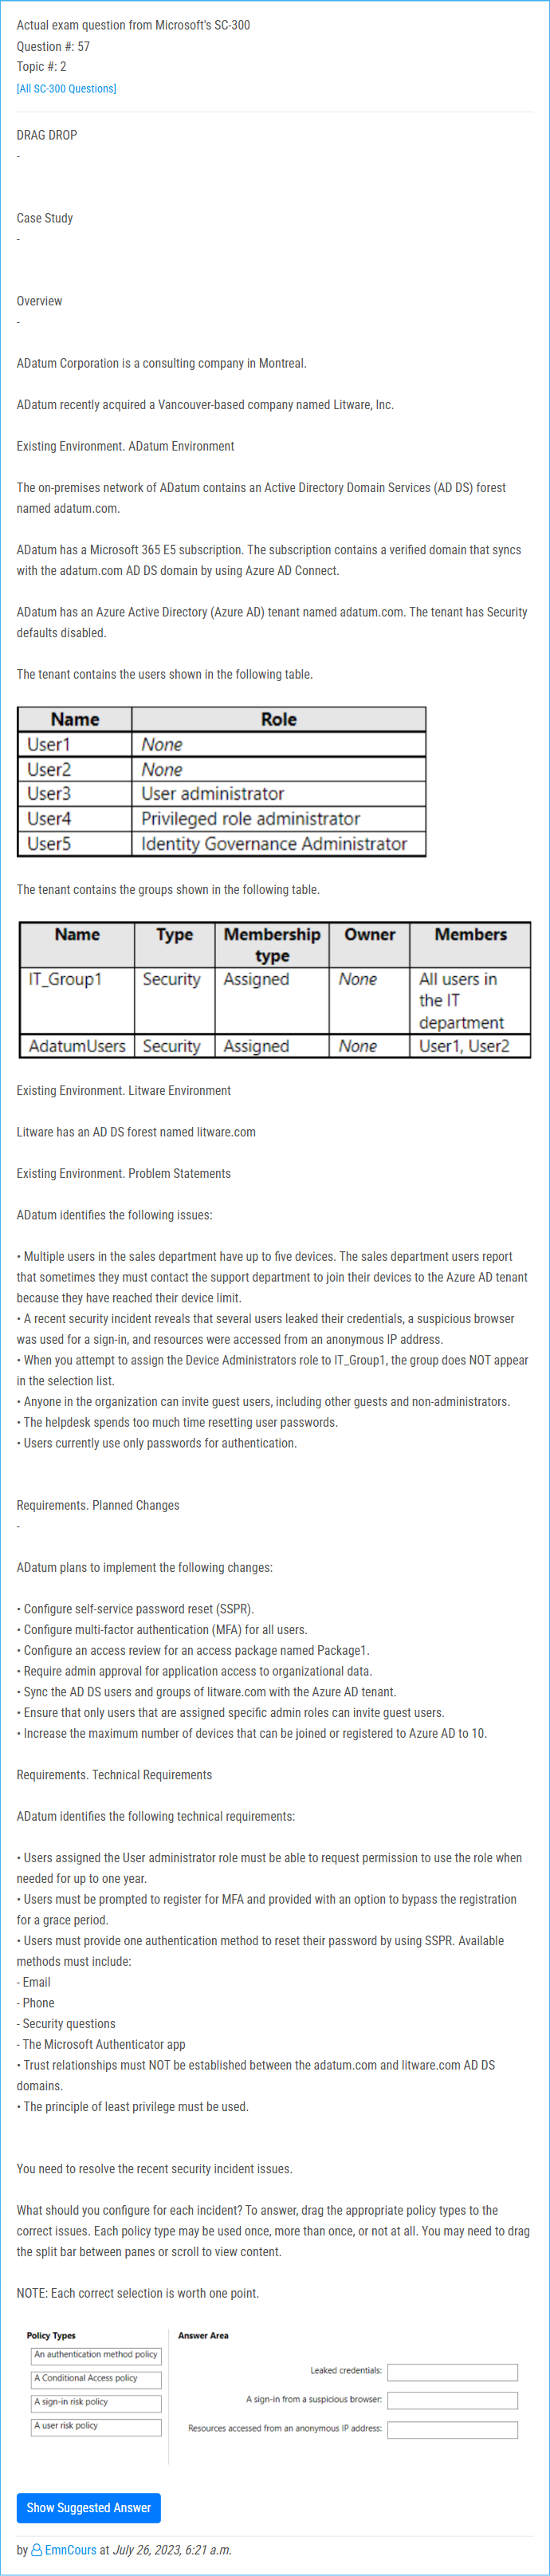 Actual exam question from Microsoft's SC-300
Question #: 57
Topic #: 2
[All SC-300 Questions]
DRAG DROP
-
Case Study
-
Overview
-
ADatum Corporation is a consulting company in Montreal.
ADatum recently acquired a Vancouver-based company named Litware, Inc.
Existing Environment. ADatum Environment
The on-premises network of ADatum contains an Active Directory Domain Services (AD DS) forest
named adatum.com.
ADatum has a Microsoft 365 E5 subscription. The subscription contains a verified domain that syncs
with the adatum.com AD DS domain by using Azure AD Connect.
ADatum has an Azure Active Directory (Azure AD) tenant named adatum.com. The tenant has Security
defaults disabled.
The tenant contains the users shown in the following table.
Name Role
User1 None
User2 None
User3 User administrator
User4 Privileged role administrator
User5 Identity Governance Administrator
The tenant contains the groups shown in the following table.
Name Type Membership type Owner Members
IT_Group1 Security Assigned None All users in
the IT
department
AdatumUsers Security Assigned None User1, User2
Existing Environment. Litware Environment
Litware has an AD DS forest named litware.com
Existing Environment. Problem Statements
ADatum identifies the following issues:
• Multiple users in the sales department have up to five devices. The sales department users report
that sometimes they must contact the support department to join their devices to the Azure AD tenant
because they have reached their device limit.
• A recent security incident reveals that several users leaked their credentials, a suspicious browser
was used for a sign-in, and resources were accessed from an anonymous IP address.
• When you attempt to assign the Device Administrators role to IT_Group1, the group does NOT appear
in the selection list.
• Anyone in the organization can invite guest users, including other guests and non-administrators.
• The helpdesk spends too much time resetting user passwords.
• Users currently use only passwords for authentication.
Requirements. Planned Changes
-
ADatum plans to implement the following changes:
• Configure self-service password reset (SSPR).
• Configure multi-factor authentication (MFA) for all users.
• Configure an access review for an access package named Package1.
• Require admin approval for application access to organizational data.
• Sync the AD DS users and groups of litware.com with the Azure AD tenant.
• Ensure that only users that are assigned specific admin roles can invite guest users.
• Increase the maximum number of devices that can be joined or registered to Azure AD to 10.
Requirements. Technical Requirements
ADatum identifies the following technical requirements:
• Users assigned the User administrator role must be able to request permission to use the role when
needed for up to one year.
• Users must be prompted to register for MFA and provided with an option to bypass the registration
for a grace period.
• Users must provide one authentication method to reset their password by using SSPR. Available
methods must include:
- Email
- Phone
- Security questions
- The Microsoft Authenticator app
• Trust relationships must NOT be established between the adatum.com and litware.com AD DS
domains.
• The principle of least privilege must be used.
You need to resolve the recent security incident issues.
What should you configure for each incident? To answer, drag the appropriate policy types to the
correct issues. Each policy type may be used once, more than once, or not at all. You may need to drag
the split bar between panes or scroll to view content.
NOTE: Each correct selection is worth one point.
Policy Types
An authentication method policy
A Conditional Access policy
A sign-in risk policy
A user risk policy
Answer Area
Leaked credentials:
A sign-in from a suspicious browser:
Resources accessed from an anonymous IP address:
Show Suggested Answer
by EmnCours at July 26, 2023, 6:21 a.m.